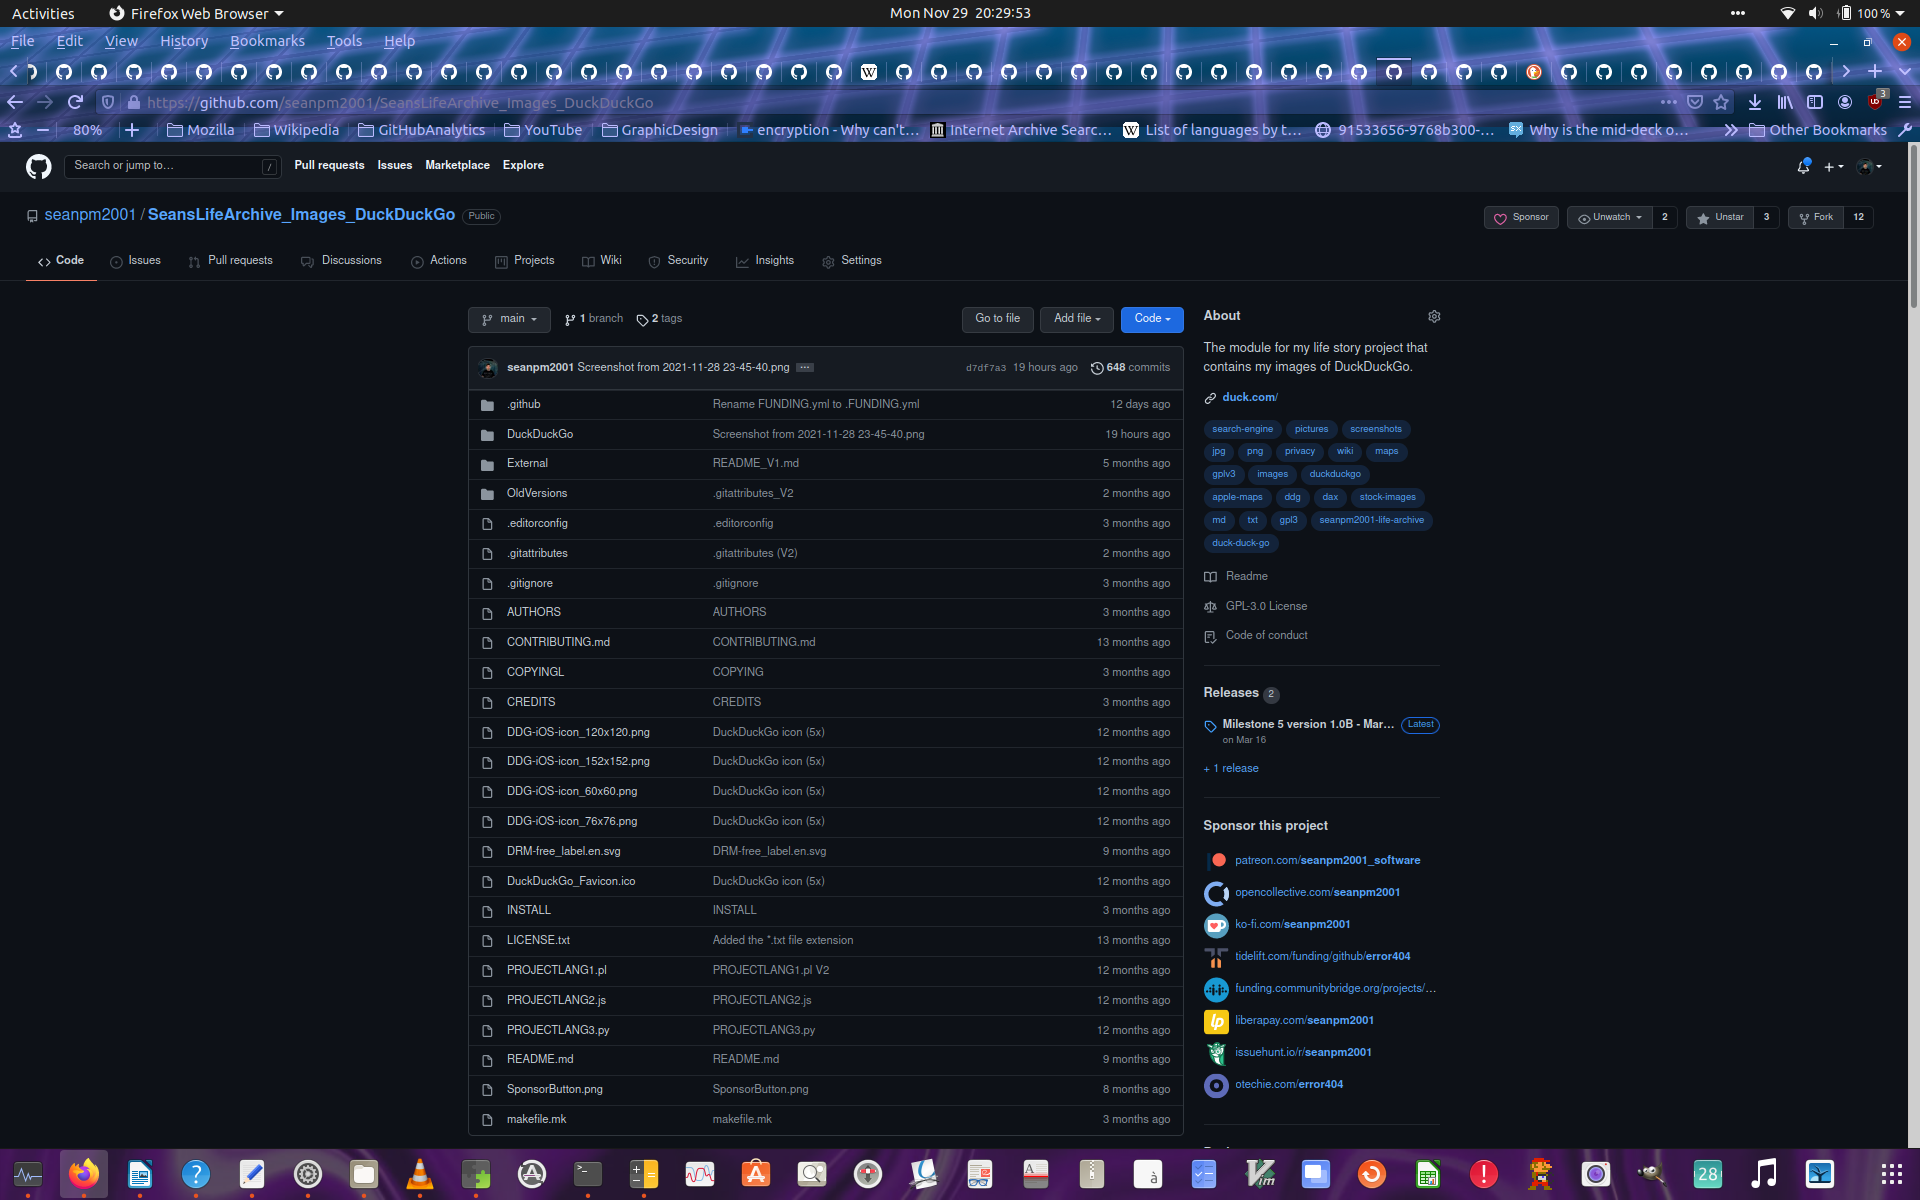 Activities Firefox Web Browser Mon Nov 29 20:29:53 100 %
File Edit View History Bookmarks Tools Help
https://github.com/seanpm2001/SeansLifeArchive_Images_DuckDuckGo 3
80% Mozilla Wikipedia GitHubAnalytics YouTube GraphicDesign encryption - Why can't… Internet Archive Searc… List of languages by t… 91533656-9768b300-… Why is the mid-deck o… Other Bookmarks
Search or jump to… / Pull requests Issues Marketplace Explore
seanpm2001 / SeansLifeArchive_Images_DuckDuckGo Public
Sponsor Unwatch 2 Unstar 3 Fork 12
Code Issues Pull requests Discussions Actions Projects Wiki Security Insights Settings
main 1 branch 2 tags Go to file Add file Code
seanpm2001 Screenshot from 2021-11-28 23-45-40.png d7df7a3 19 hours ago 648 commits
.github Rename FUNDING.yml to .FUNDING.yml 12 days ago
DuckDuckGo Screenshot from 2021-11-28 23-45-40.png 19 hours ago
External README_V1.md 5 months ago
OldVersions .gitattributes_V2 2 months ago
.editorconfig .editorconfig 3 months ago
.gitattributes .gitattributes (V2) 2 months ago
.gitignore .gitignore 3 months ago
AUTHORS AUTHORS 3 months ago
CONTRIBUTING.md CONTRIBUTING.md 13 months ago
COPYINGL COPYING 3 months ago
CREDITS CREDITS 3 months ago
DDG-iOS-icon_120x120.png DuckDuckGo icon (5x) 12 months ago
DDG-iOS-icon_152x152.png DuckDuckGo icon (5x) 12 months ago
DDG-iOS-icon_60x60.png DuckDuckGo icon (5x) 12 months ago
DDG-iOS-icon_76x76.png DuckDuckGo icon (5x) 12 months ago
DRM-free_label.en.svg DRM-free_label.en.svg 9 months ago
DuckDuckGo_Favicon.ico DuckDuckGo icon (5x) 12 months ago
INSTALL INSTALL 3 months ago
LICENSE.txt Added the *.txt file extension 13 months ago
PROJECTLANG1.pl PROJECTLANG1.pl V2 12 months ago
PROJECTLANG2.js PROJECTLANG2.js 12 months ago
PROJECTLANG3.py PROJECTLANG3.py 12 months ago
README.md README.md 9 months ago
SponsorButton.png SponsorButton.png 8 months ago
makefile.mk makefile.mk 3 months ago
About
The module for my life story project that
contains my images of DuckDuckGo.
duck.com/
search-engine pictures screenshots
jpg png privacy wiki maps
gplv3 images duckduckgo
apple-maps ddg dax stock-images
md txt gpl3 seanpm2001-life-archive
duck-duck-go
Readme
GPL-3.0 License
Code of conduct
Releases 2
Milestone 5 version 1.0B - Mar… Latest
on Mar 16
+ 1 release
Sponsor this project
patreon.com/seanpm2001_software
opencollective.com/seanpm2001
ko-fi.com/seanpm2001
tidelift.com/funding/github/error404
funding.communitybridge.org/projects/…
liberapay.com/seanpm2001
issuehunt.io/r/seanpm2001
otechie.com/error404
28